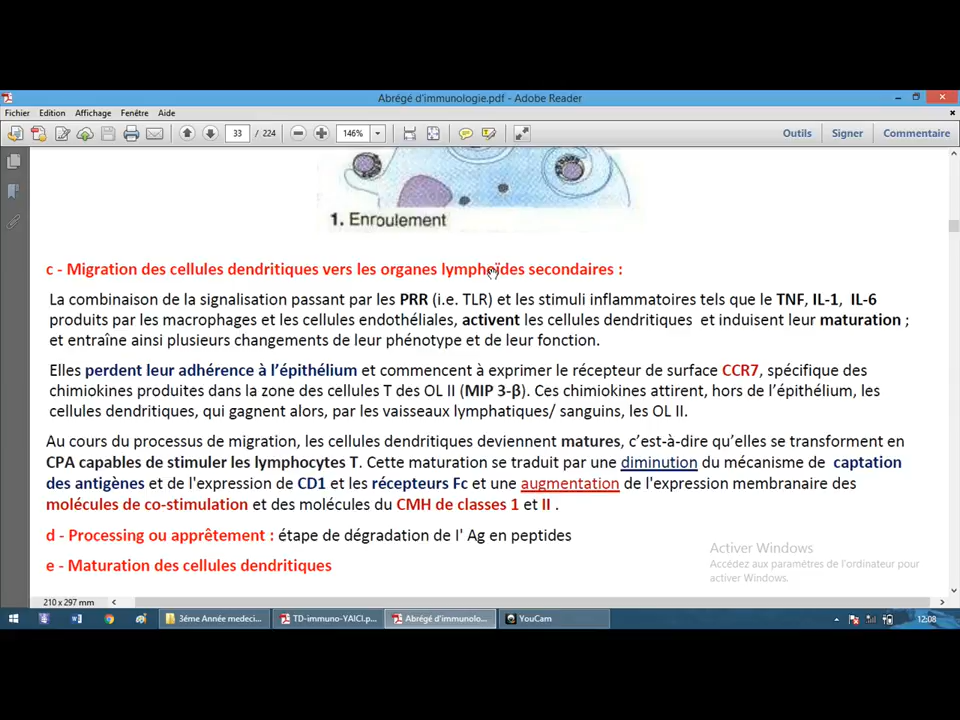 Abrégé d'immunologie.pdf - Adobe Reader
Fichier Edition Affichage Fenêtre Aide
33 / 224 146% Outils Signer Commentaire
1. Enroulement
c - Migration des cellules dendritiques vers les organes lymphoïdes secondaires :
La combinaison de la signalisation passant par les PRR (i.e. TLR) et les stimuli inflammatoires tels que le TNF, IL-1, IL-6
produits par les macrophages et les cellules endothéliales, activent les cellules dendritiques et induisent leur maturation ;
et entraîne ainsi plusieurs changements de leur phénotype et de leur fonction.
Elles perdent leur adhérence à l'épithélium et commencent à exprimer le récepteur de surface CCR7, spécifique des
chimiokines produites dans la zone des cellules T des OL II (MIP 3-β). Ces chimiokines attirent, hors de l'épithélium, les
cellules dendritiques, qui gagnent alors, par les vaisseaux lymphatiques/ sanguins, les OL II.
Au cours du processus de migration, les cellules dendritiques deviennent matures, c'est-à-dire qu'elles se transforment en
CPA capables de stimuler les lymphocytes T. Cette maturation se traduit par une diminution du mécanisme de captation
des antigènes et de l'expression de CD1 et les récepteurs Fc et une augmentation de l'expression membranaire des
molécules de co-stimulation et des molécules du CMH de classes 1 et II .
d - Processing ou apprêtement : étape de dégradation de l' Ag en peptides
e - Maturation des cellules dendritiques
Activer Windows
Accédez aux paramètres de l'ordinateur pour
activer Windows.
210 x 297 mm
3éme Année medeci... TD-immuno-YAICI.p... Abrégé d'immunolo... YouCam 12:08